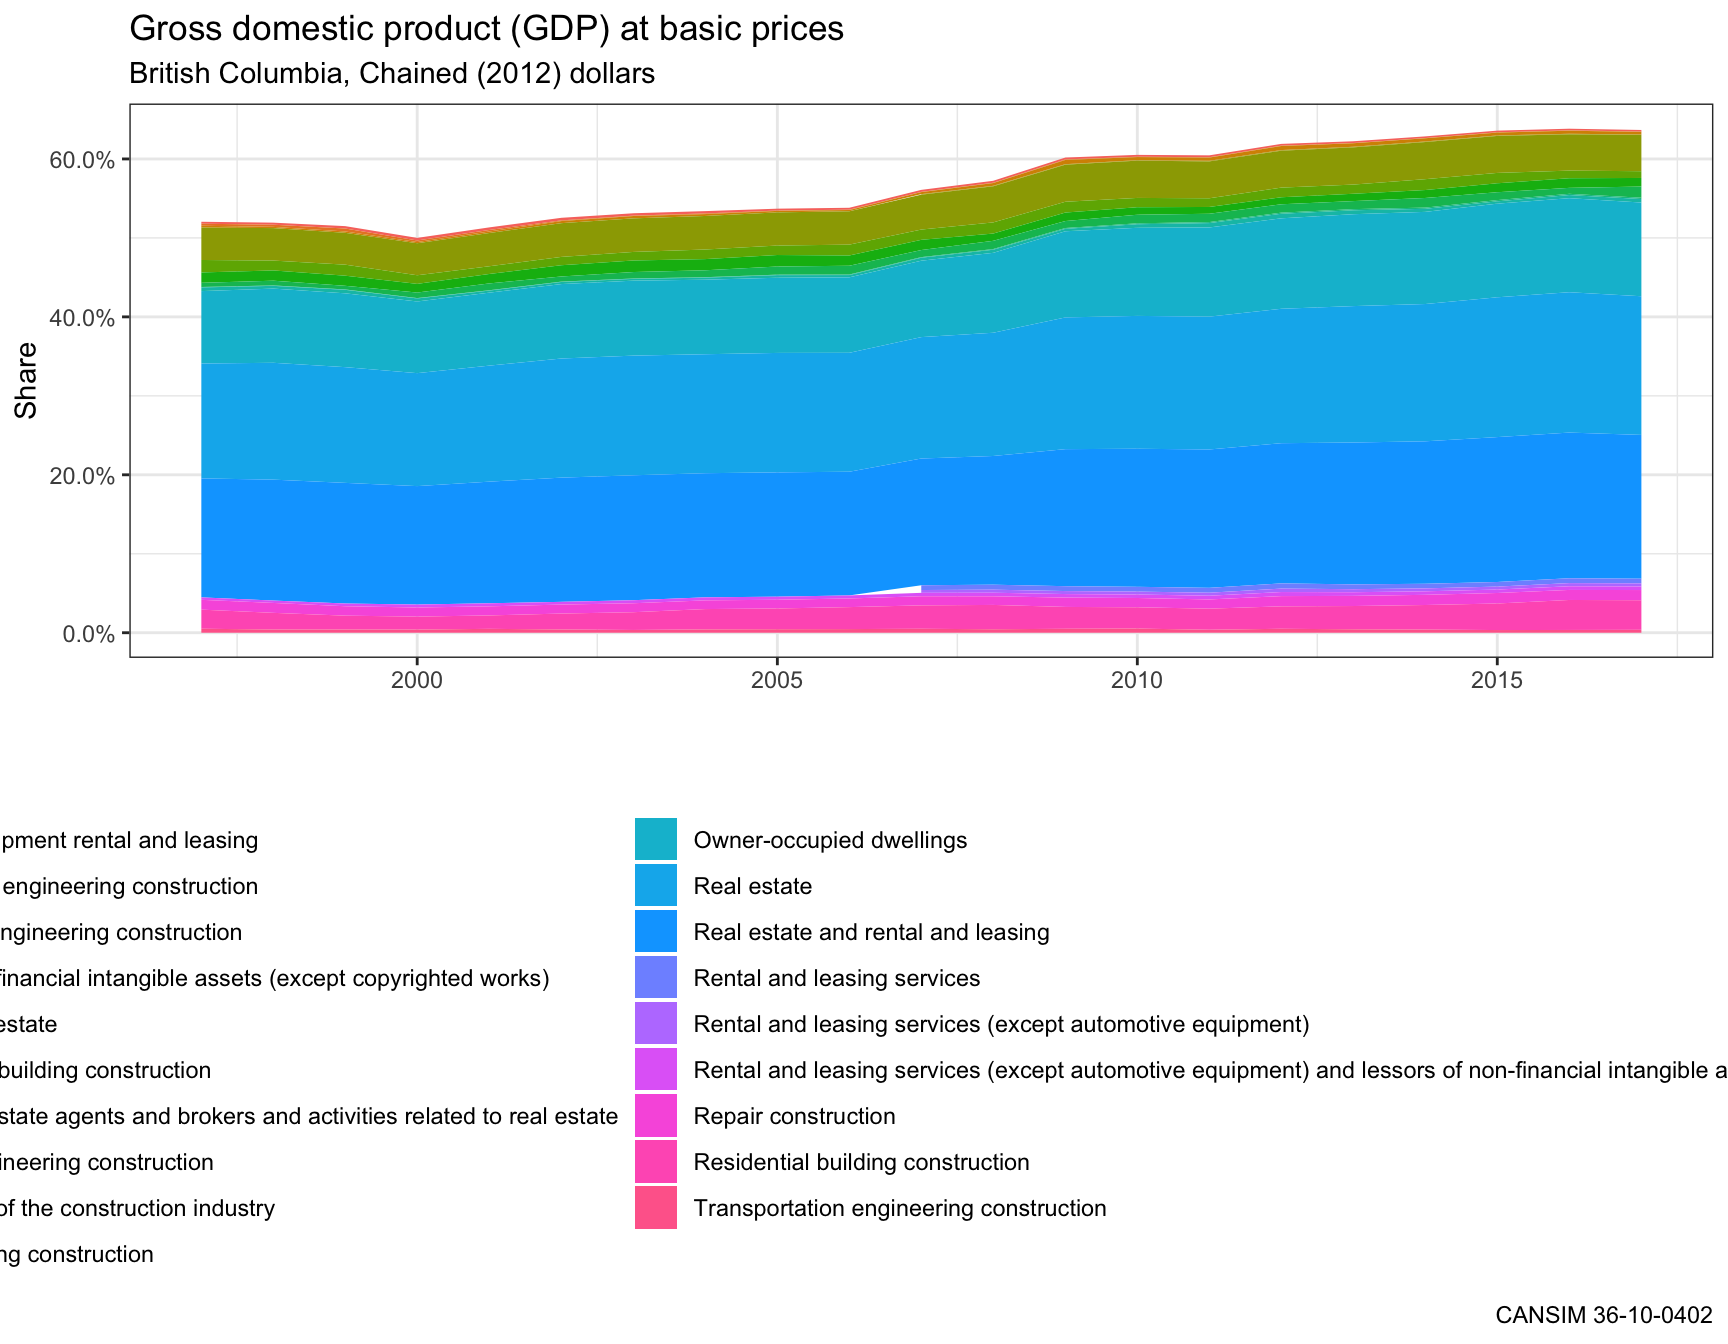 Gross domestic product (GDP) at basic prices
British Columbia, Chained (2012) dollars
Share
60.0%
40.0%
20.0%
0.0%
2000 2005 2010 2015
pment rental and leasing
engineering construction
ngineering construction
financial intangible assets (except copyrighted works)
estate
building construction
state agents and brokers and activities related to real estate
ineering construction
of the construction industry
ng construction
Owner-occupied dwellings
Real estate
Real estate and rental and leasing
Rental and leasing services
Rental and leasing services (except automotive equipment)
Rental and leasing services (except automotive equipment) and lessors of non-financial intangible a
Repair construction
Residential building construction
Transportation engineering construction
CANSIM 36-10-0402